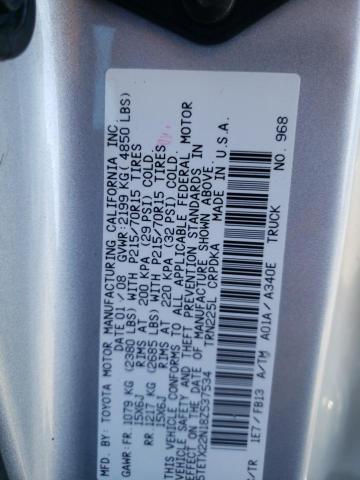 MFD. BY: TOYOTA MOTOR MANUFACTURING CALIFORNIA INC.
DATE 01/08 GVWR: 2199 KG( 4850 LBS)
GAWR:FR 1079 KG (2380 LBS) WITH P215/70R15 TIRES
15X6J RIMS AT 200 KPA (29 PSI) COLD.
RR 1217 KG (2685 LBS) WITH P215/70R15 TIRES
15X6J RIMS AT 220 KPA (32 PSI) COLD.
THIS VEHICLE CONFORMS TO ALL APPLICABLE FEDERAL MOTOR
VEHICLE SAFETY AND BUMPER STANDARDS IN
EFFECT ON THE DATE OF MANUFACTURE SHOWN ABOVE.
5TETX22N18Z537534 TRN225L CRPDKA MADE IN U.S.A.
C/TR 1E7/ FB13 A/TM A01A/ A340E TRUCK NO. 968